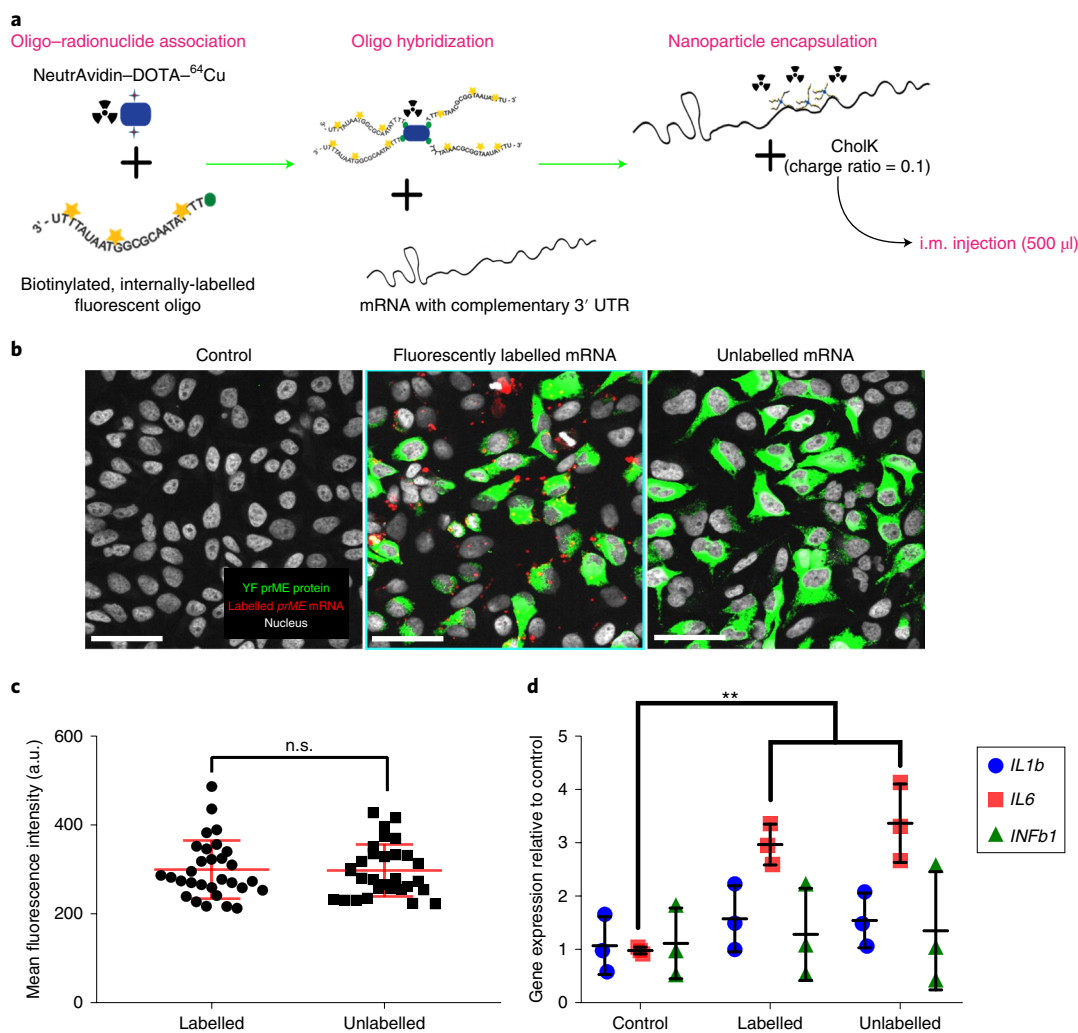 a
Oligo–radionuclide association
NeutrAvidin–DOTA–⁶⁴Cu
3′ - UTTTAUAATGGCGCAATATTTT
Biotinylated, internally-labelled
fluorescent oligo
Oligo hybridization
mRNA with complementary 3′ UTR
Nanoparticle encapsulation
CholK
(charge ratio = 0.1)
i.m. injection (500 µl)
b
Control
Fluorescently labelled mRNA
Unlabelled mRNA
YF prME protein
Labelled prME mRNA
Nucleus
c
Mean fluorescence intensity (a.u.)
600
400
200
0
n.s.
Labelled
Unlabelled
d
Gene expression relative to control
5
4
3
2
1
0
**
Control
Labelled
Unlabelled
IL1b
IL6
INFb1